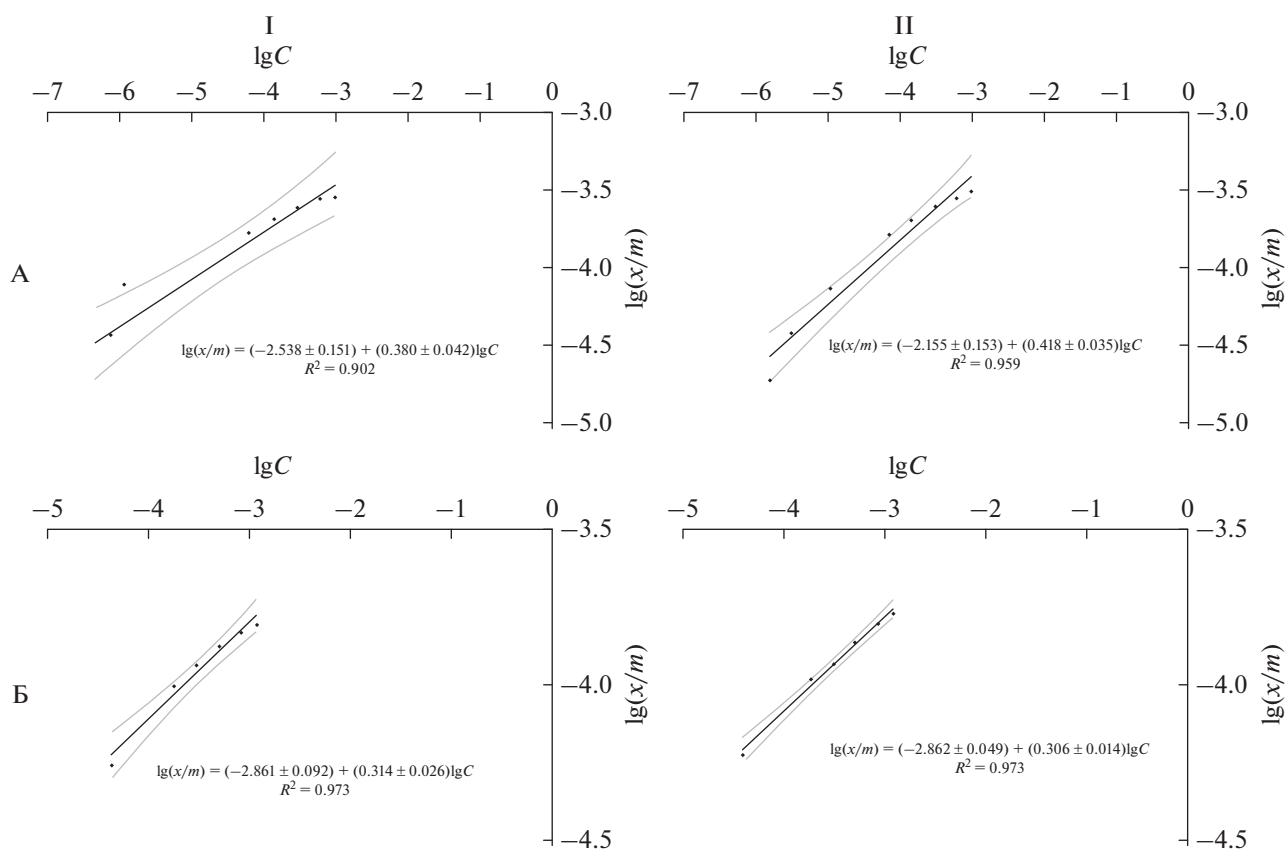 I
lgC
−7 −6 −5 −4 −3 −2 −1 0
−3.0
−3.5
−4.0
−4.5
−5.0
lg(x/m)
А
lg(x/m) = (−2.538 ± 0.151) + (0.380 ± 0.042)lgC
R² = 0.902
II
lgC
−7 −6 −5 −4 −3 −2 −1 0
−3.0
−3.5
−4.0
−4.5
−5.0
lg(x/m)
lg(x/m) = (−2.155 ± 0.153) + (0.418 ± 0.035)lgC
R² = 0.959
lgC
−5 −4 −3 −2 −1 0
−3.5
−4.0
−4.5
lg(x/m)
Б
lg(x/m) = (−2.861 ± 0.092) + (0.314 ± 0.026)lgC
R² = 0.973
lgC
−5 −4 −3 −2 −1 0
−3.5
−4.0
−4.5
lg(x/m)
lg(x/m) = (−2.862 ± 0.049) + (0.306 ± 0.014)lgC
R² = 0.973